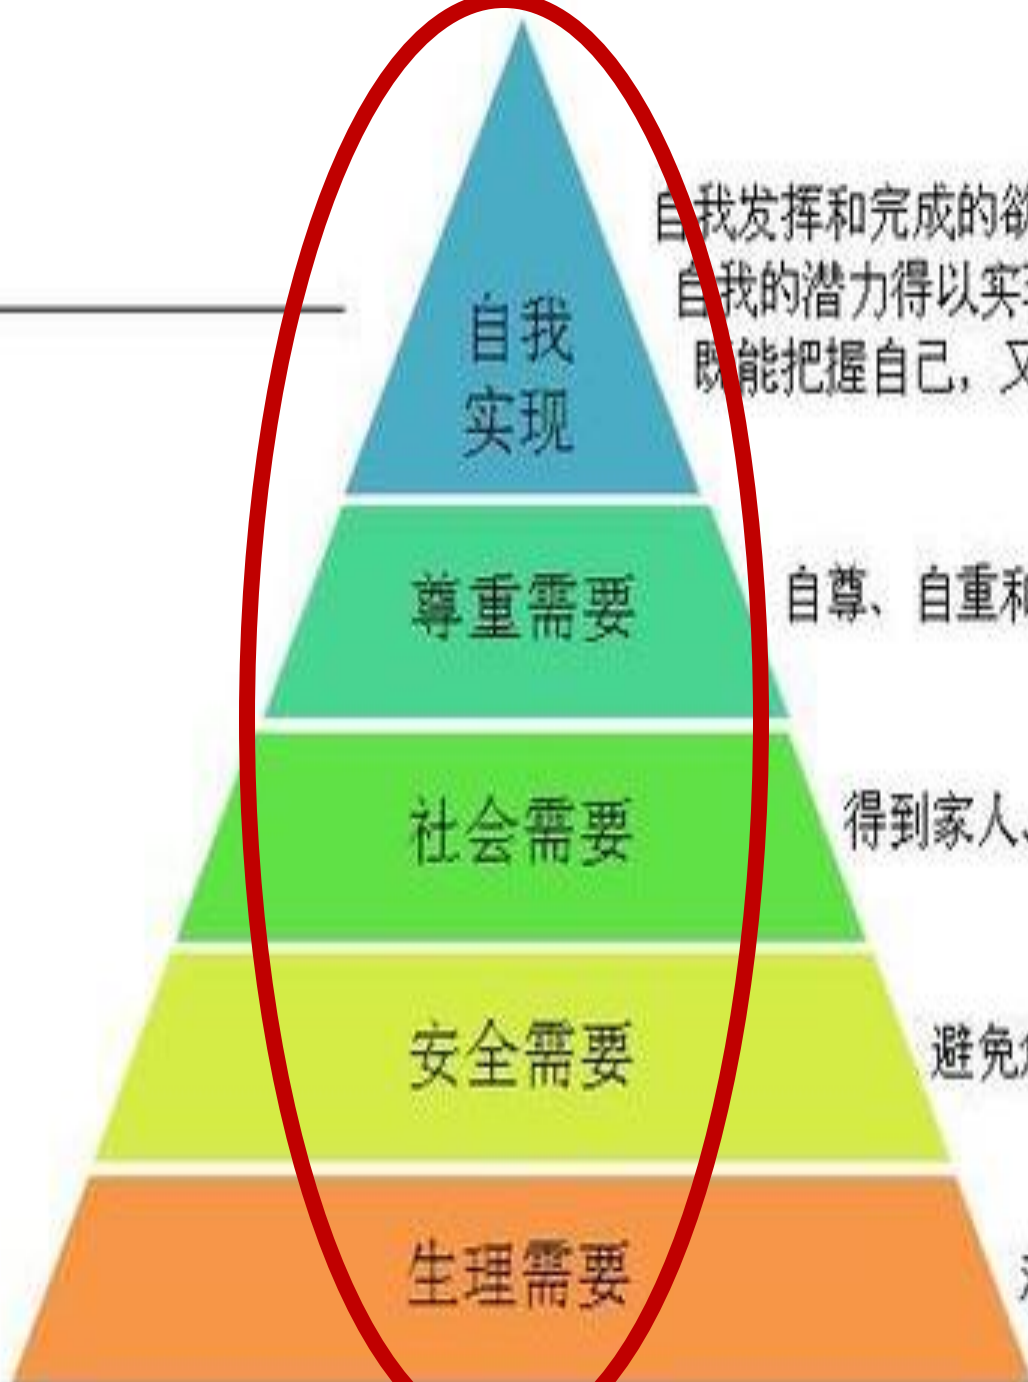 自我发挥和完成的欲
自我的潜力得以实
既能把握自己，又
自我
实现
尊重需要
自尊、自重和
社会需要
得到家人、
安全需要
避免
生理需要